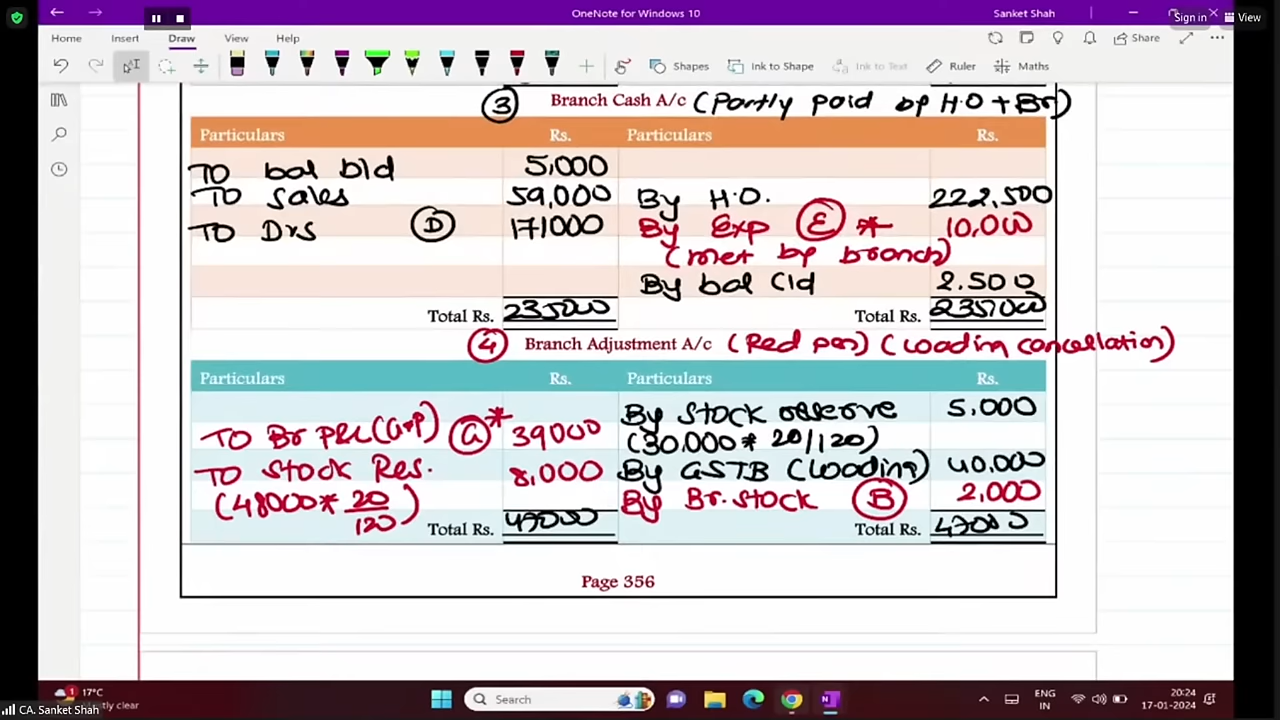 OneNote for Windows 10
Sanket Shah
Sign in
View
Home Insert Draw View Help
Share
Shapes
Ink to Shape
Ink to Text
Ruler
Maths
3 Branch Cash A/c (Partly paid by H.O + Br)
Particulars Rs. Particulars Rs.
To bal b/d 5,000
To Sales 59,000 By H.O. 222,500
To Drs D 171000 By Exp E * 10,000
(met by branch)
By bal C/d 2,500
Total Rs. 235000 Total Rs. 235000
4 Branch Adjustment A/c (Red pen) (Loading cancellation)
Particulars Rs. Particulars Rs.
By Stock reserve 5,000
To Br P&L (G.P) a* 39000 (30,000 * 20/120)
To Stock Res. 8,000 By GSTB (Loading) 40,000
(48000 * 20/120) By Br. Stock B 2,000
Total Rs. 47000 Total Rs. 47000
Page 356
1
17°C
Search
ENG
IN
20:24
17-01-2024
CA. Sanket Shah